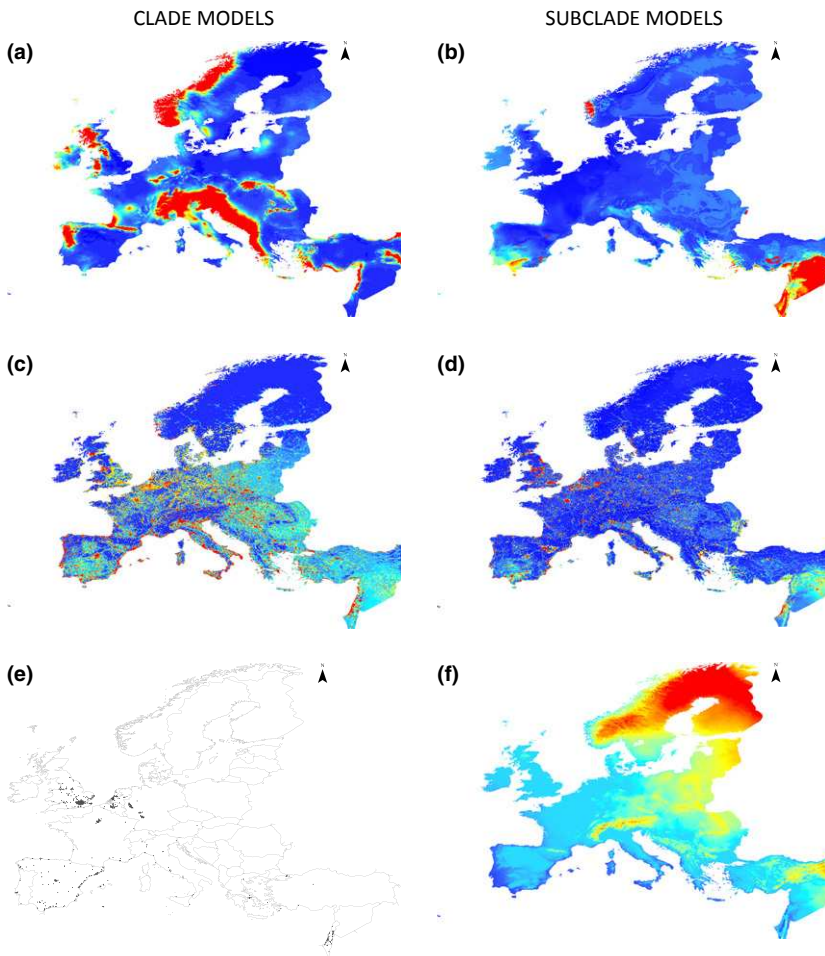 CLADE MODELS
SUBCLADE MODELS
(a)
N
(b)
N
(c)
N
(d)
N
(e)
N
(f)
N